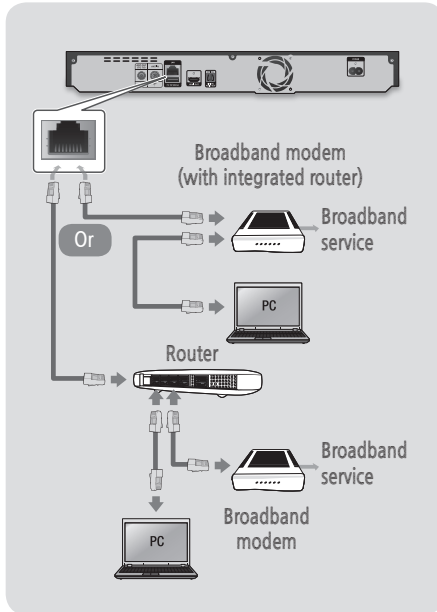 Broadband modem
(with integrated router)
Or
Broadband
service
PC
Router
Broadband
service
Broadband
modem
PC